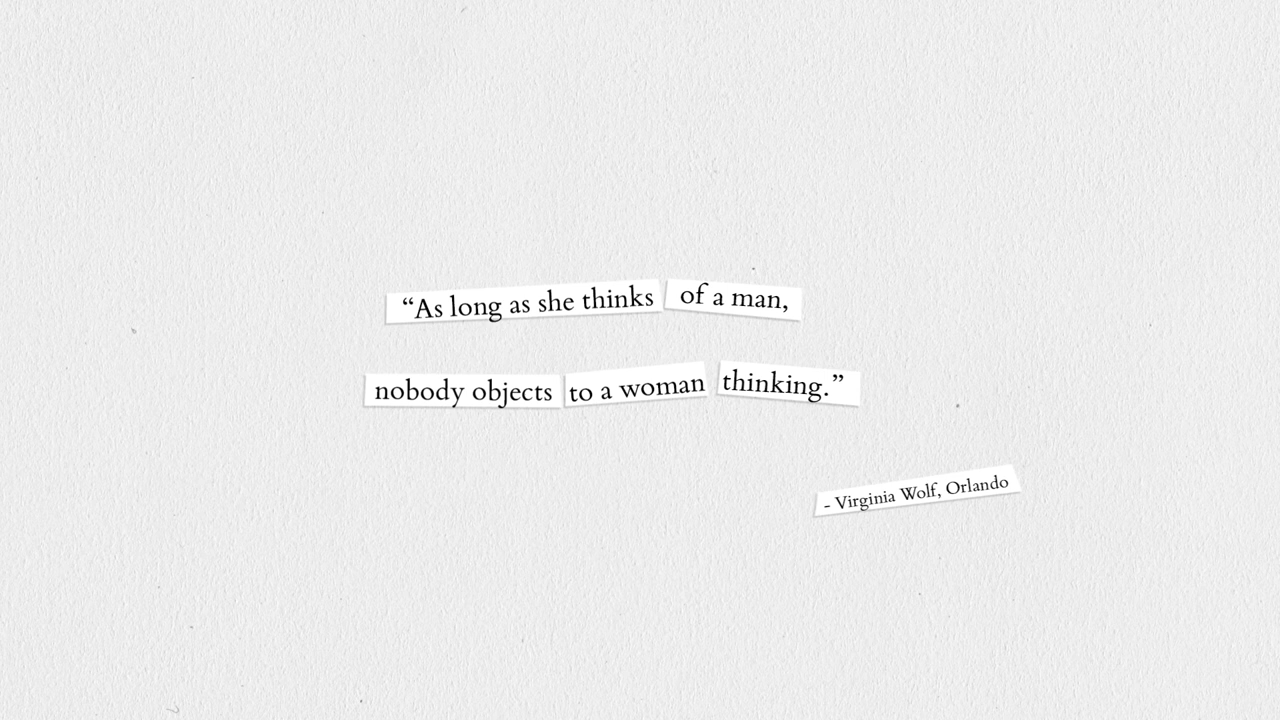 “As long as she thinks of a man,
nobody objects to a woman thinking.”
- Virginia Wolf, Orlando